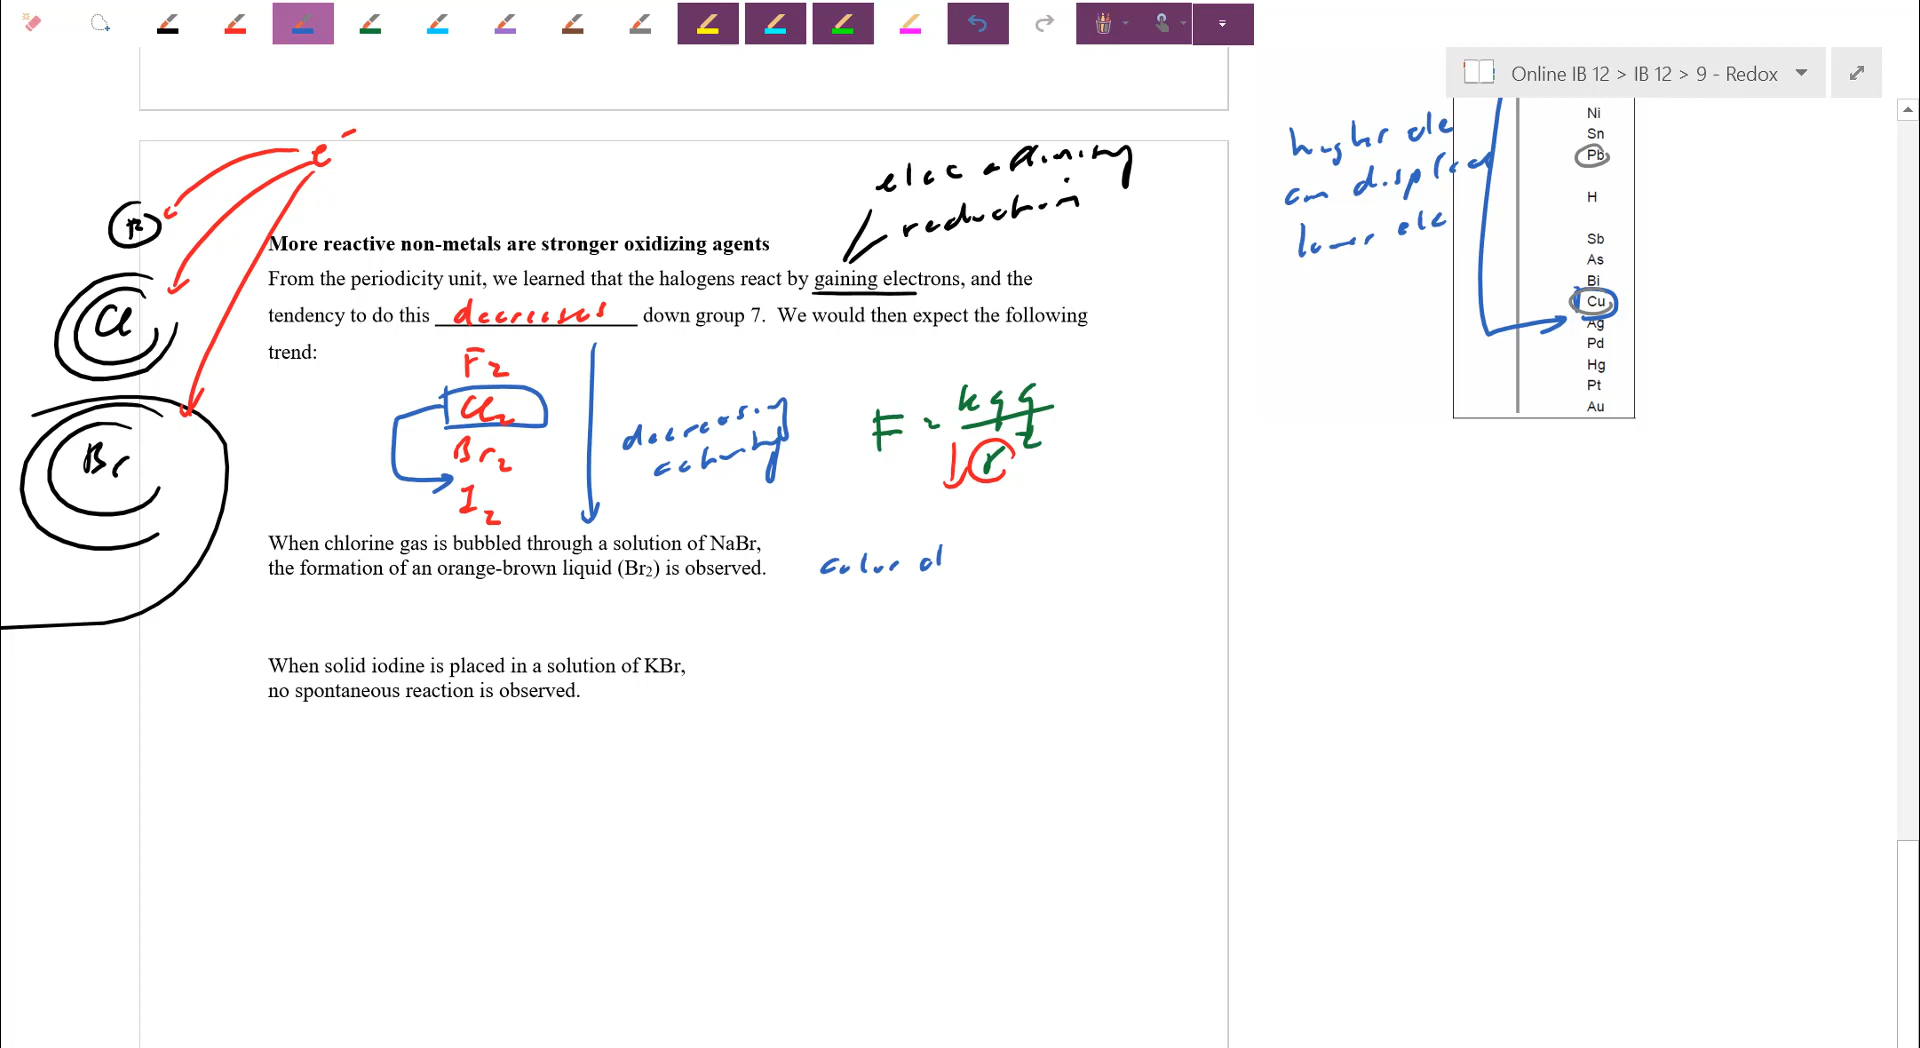 Online IB 12 > IB 12 > 9 - Redox
Ni
Sn
Pb
H
Sb
As
Bi
Cu
Ag
Pd
Hg
Pt
Au
higher ele
can displace
lower ele
e-
elec affinity
reduction
F
Cl
Br
More reactive non-metals are stronger oxidizing agents
From the periodicity unit, we learned that the halogens react by gaining electrons, and the
tendency to do this decreases down group 7. We would then expect the following
trend:
F2
Cl2
Br2
I2
decreasing
activity
F = kqq
r2
When chlorine gas is bubbled through a solution of NaBr,
the formation of an orange-brown liquid (Br2) is observed.
color of
When solid iodine is placed in a solution of KBr,
no spontaneous reaction is observed.